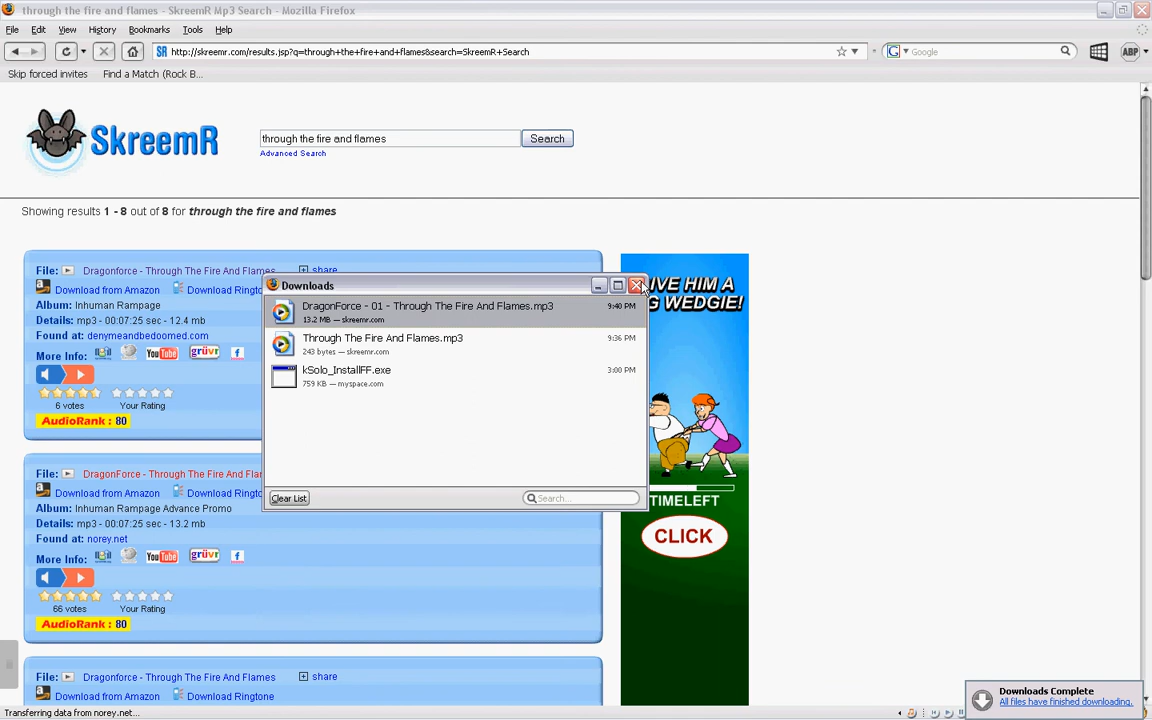 through the fire and flames - SkreemR Mp3 Search - Mozilla Firefox
File Edit View History Bookmarks Tools Help
SR http://skreemr.com/results.jsp?q=through+the+fire+and+flames&search=SkreemR+Search
G Google
ABP
Skip forced invites Find a Match (Rock B...
SkreemR
through the fire and flames Search
Advanced Search
Showing results 1 - 8 out of 8 for through the fire and flames
File: Dragonforce - Through The Fire And Flames share
Download from Amazon Download Ringto
Album: Inhuman Rampage
Details: mp3 - 00:07:25 sec - 12.4 mb
Found at: denymeandbedoomed.com
More Info: YouTube grüvr f
6 votes Your Rating
AudioRank : 80
File: DragonForce - Through The Fire And Flar
Download from Amazon Download Ringto
Album: Inhuman Rampage Advance Promo
Details: mp3 - 00:07:25 sec - 13.2 mb
Found at: norey.net
More Info: YouTube grüvr f
66 votes Your Rating
AudioRank : 80
File: Dragonforce - Through The Fire And Flames share
Download from Amazon Download Ringtone
Downloads
DragonForce - 01 - Through The Fire And Flames.mp3 9:40 PM
13.2 MB — skreemr.com
Through The Fire And Flames.mp3 9:36 PM
243 bytes — skreemr.com
kSolo_InstallFF.exe 3:00 PM
759 KB — myspace.com
Clear List Search...
IVE HIM A
G WEDGIE!
TIMELEFT
CLICK
Transferring data from norey.net...
Downloads Complete
All files have finished downloading.